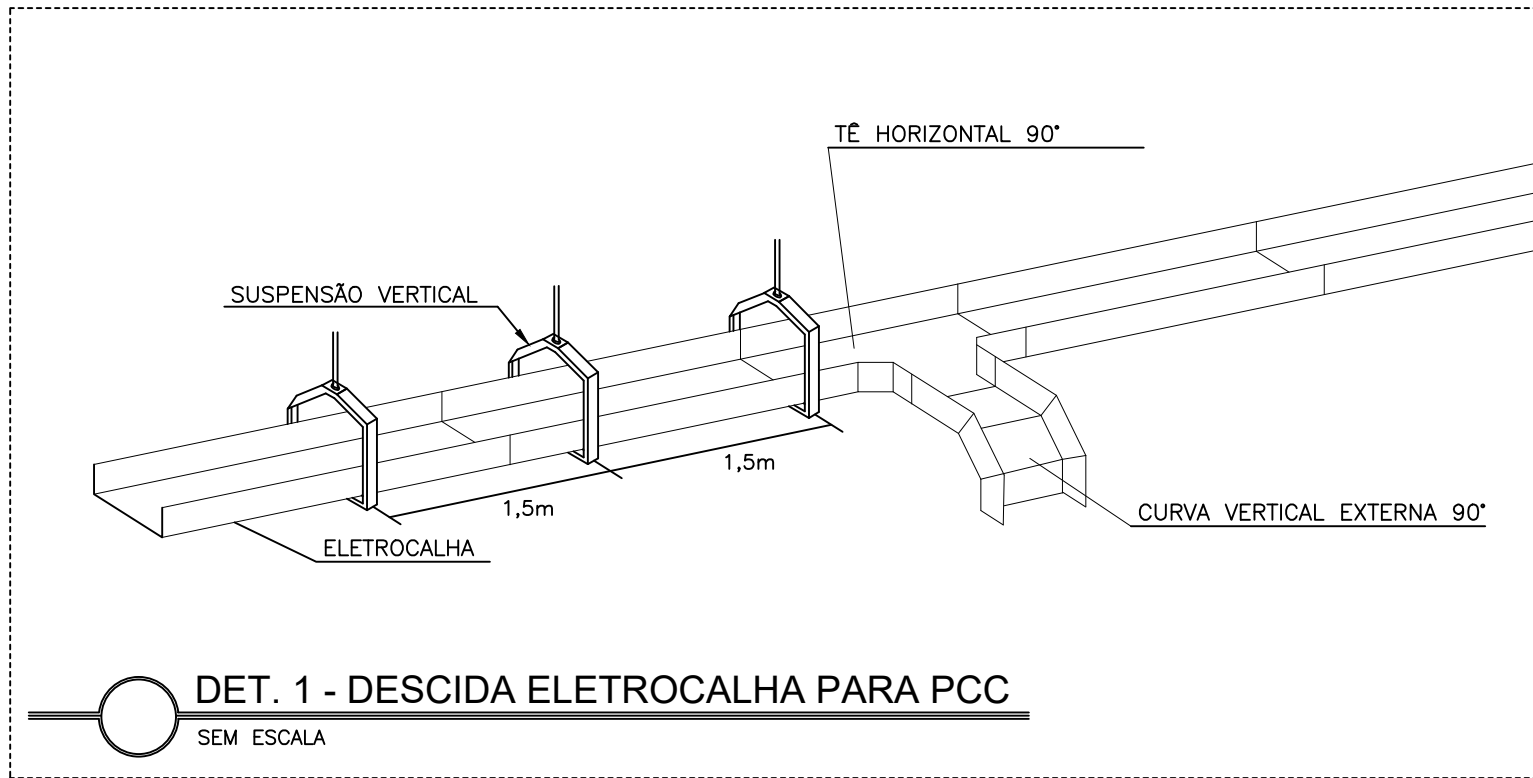 TÊ HORIZONTAL 90°
SUSPENSÃO VERTICAL
1,5m
1,5m
CURVA VERTICAL EXTERNA 90°
ELETROCALHA
DET. 1 - DESCIDA ELETROCALHA PARA PCC
SEM ESCALA